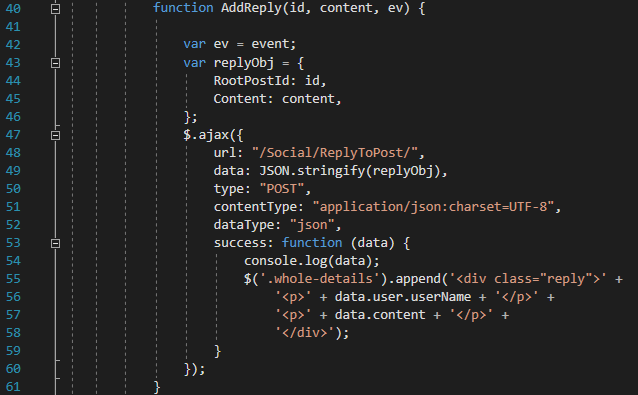 40 function AddReply(id, content, ev) {
41
42 var ev = event;
43 var replyObj = {
44 RootPostId: id,
45 Content: content,
46 };
47 $.ajax({
48 url: "/Social/ReplyToPost/",
49 data: JSON.stringify(replyObj),
50 type: "POST",
51 contentType: "application/json:charset=UTF-8",
52 dataType: "json",
53 success: function (data) {
54 console.log(data);
55 $('.whole-details').append('<div class="reply">' +
56 '<p>' + data.user.userName + '</p>' +
57 '<p>' + data.content + '</p>' +
58 '</div>');
59 }
60 });
61 }